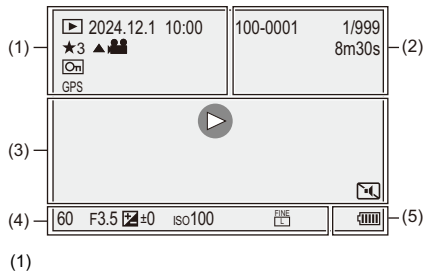 2024.12.1 10:00 100-0001 1/999
★3 8m30s
GPS
(1) (2)
(3)
60 F3.5 ±0 ISO100 FINE L
(4) (5)
(1)